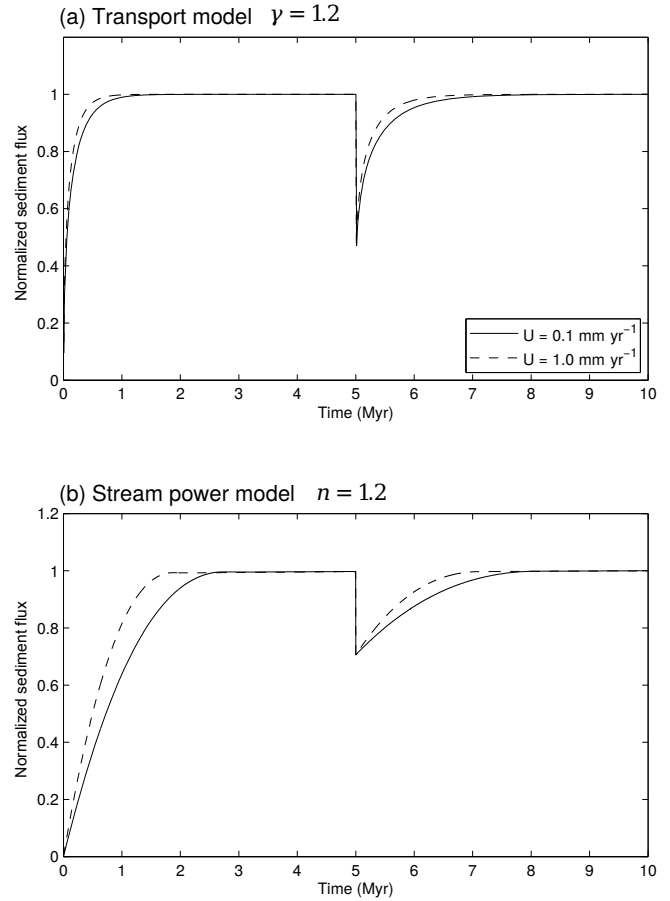 (a) Transport model γ = 1.2
Normalized sediment flux
1
0.8
0.6
0.4
0.2
0
0 1 2 3 4 5 6 7 8 9 10
Time (Myr)
U = 0.1 mm yr⁻¹
U = 1.0 mm yr⁻¹
(b) Stream power model n = 1.2
Normalized sediment flux
1.2
1
0.8
0.6
0.4
0.2
0
0 1 2 3 4 5 6 7 8 9 10
Time (Myr)